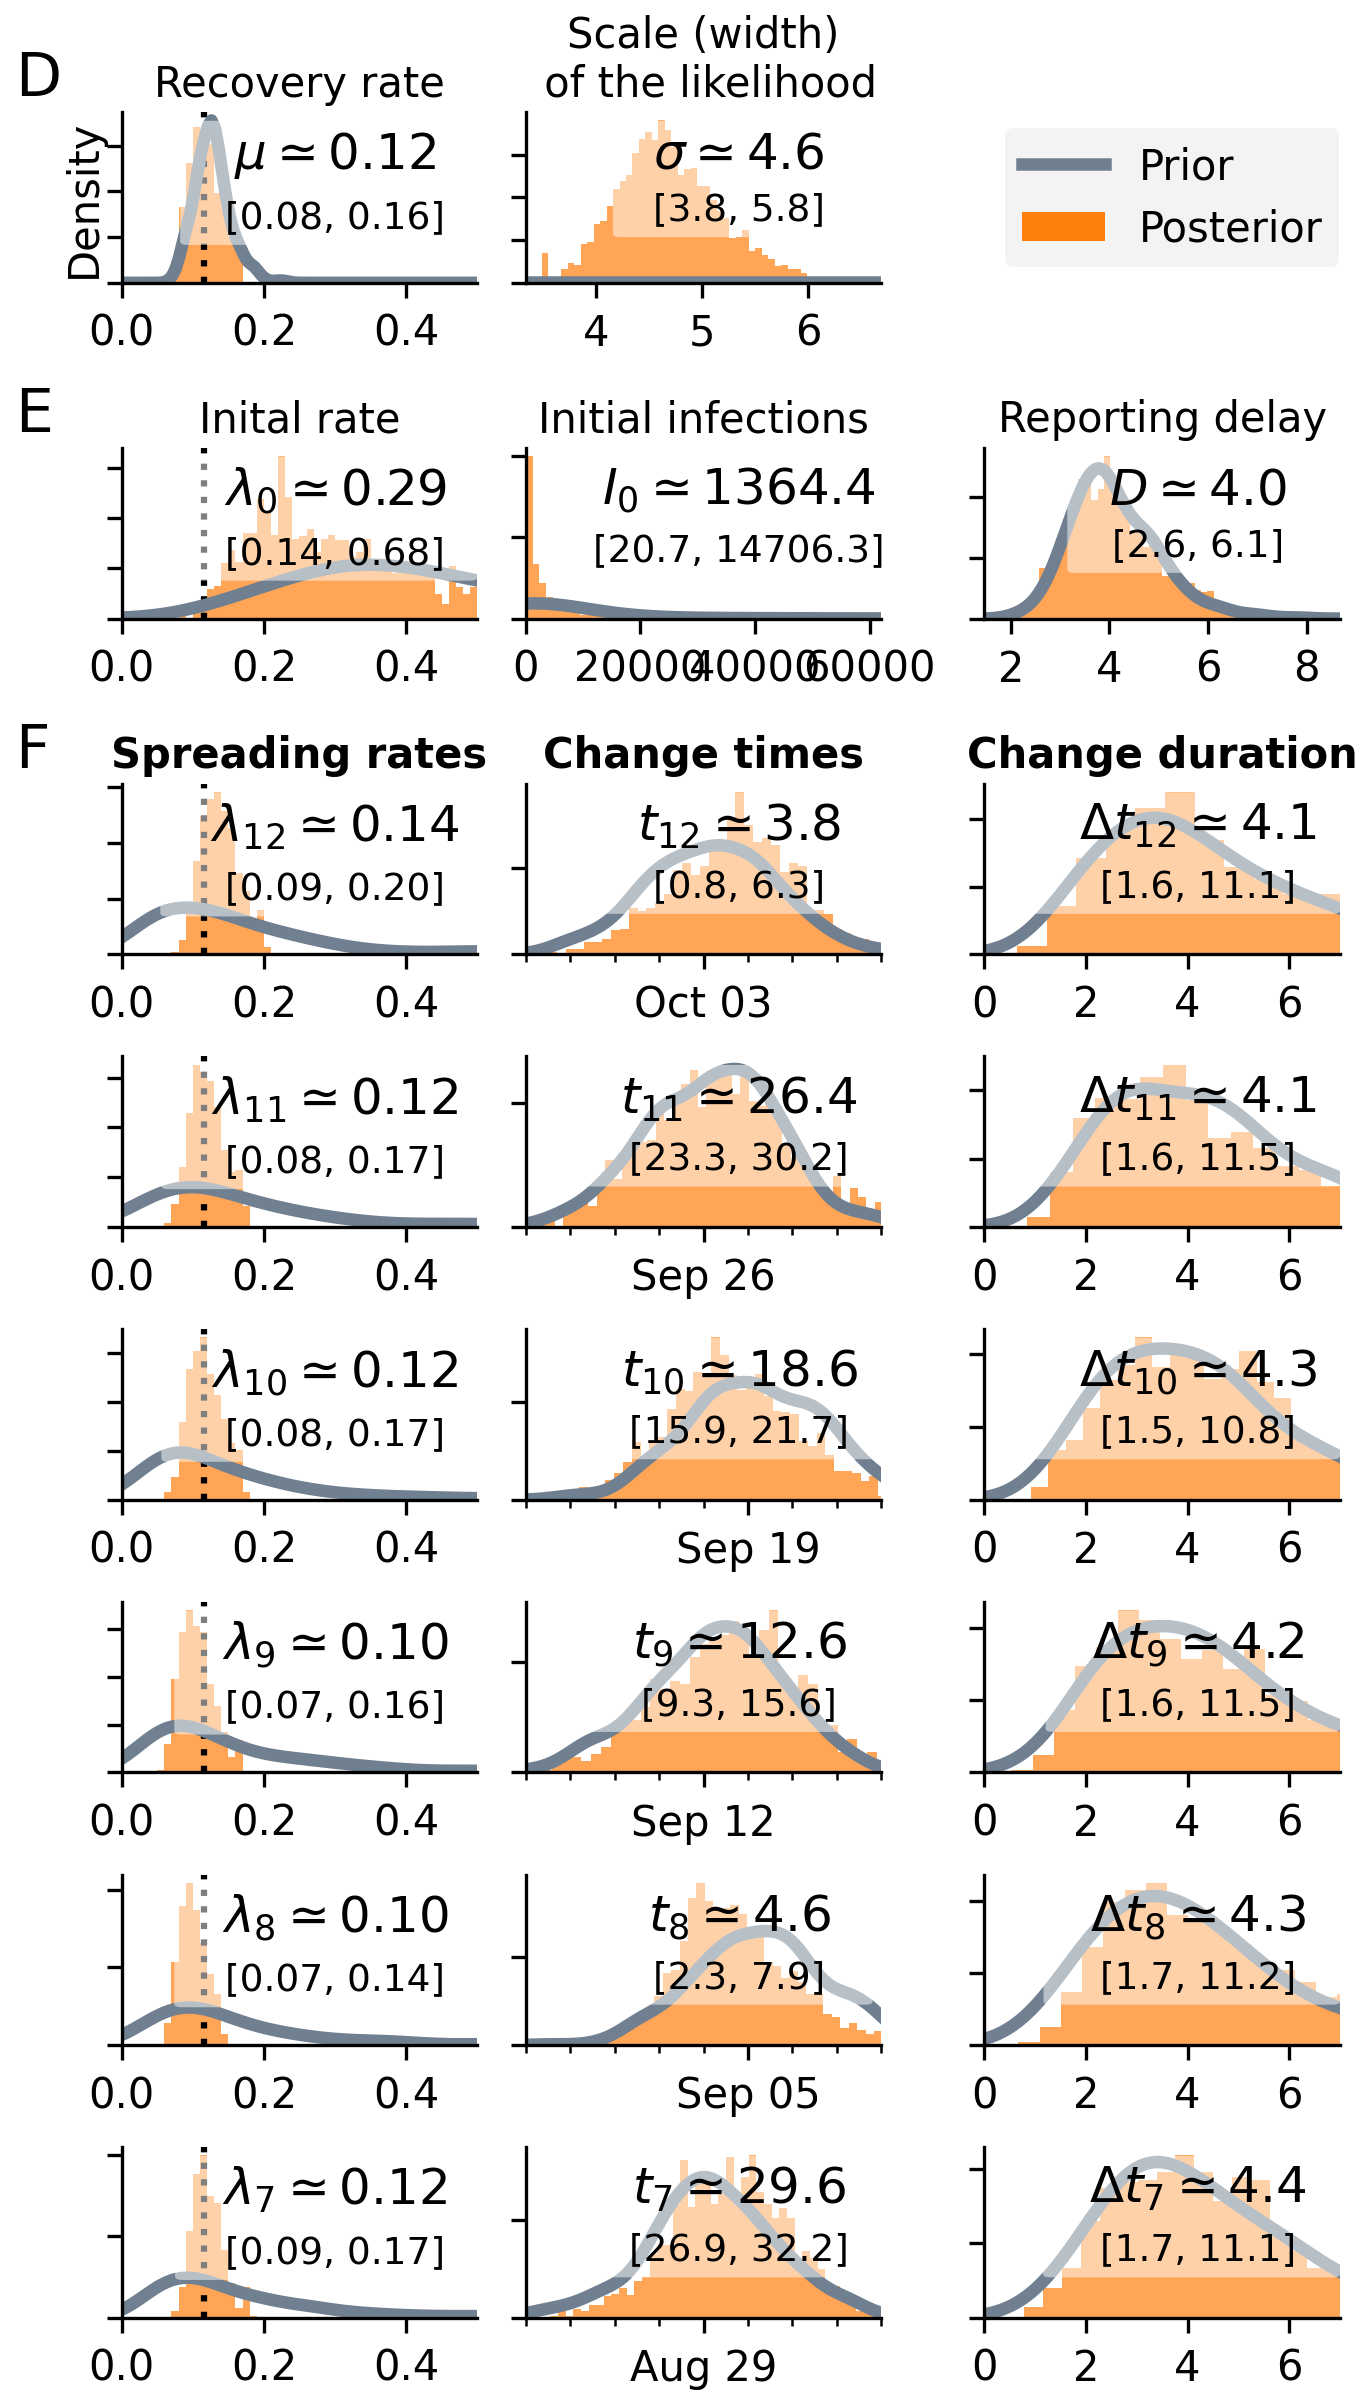 D
Recovery rate
Scale (width)
of the likelihood
Density
μ ≃ 0.12
[0.08, 0.16]
σ ≃ 4.6
[3.8, 5.8]
Prior
Posterior
0.0 0.2 0.4
4 5 6
E
Inital rate
Initial infections
Reporting delay
λ0 ≃ 0.29
[0.14, 0.68]
I0 ≃ 1364.4
[20.7, 14706.3]
D ≃ 4.0
[2.6, 6.1]
0.0 0.2 0.4
0 20000 40000 60000
2 4 6 8
F
Spreading rates
Change times
Change duration
λ12 ≃ 0.14
[0.09, 0.20]
t12 ≃ 3.8
[0.8, 6.3]
Δt12 ≃ 4.1
[1.6, 11.1]
0.0 0.2 0.4
Oct 03
0 2 4 6
λ11 ≃ 0.12
[0.08, 0.17]
t11 ≃ 26.4
[23.3, 30.2]
Δt11 ≃ 4.1
[1.6, 11.5]
0.0 0.2 0.4
Sep 26
0 2 4 6
λ10 ≃ 0.12
[0.08, 0.17]
t10 ≃ 18.6
[15.9, 21.7]
Δt10 ≃ 4.3
[1.5, 10.8]
0.0 0.2 0.4
Sep 19
0 2 4 6
λ9 ≃ 0.10
[0.07, 0.16]
t9 ≃ 12.6
[9.3, 15.6]
Δt9 ≃ 4.2
[1.6, 11.5]
0.0 0.2 0.4
Sep 12
0 2 4 6
λ8 ≃ 0.10
[0.07, 0.14]
t8 ≃ 4.6
[2.3, 7.9]
Δt8 ≃ 4.3
[1.7, 11.2]
0.0 0.2 0.4
Sep 05
0 2 4 6
λ7 ≃ 0.12
[0.09, 0.17]
t7 ≃ 29.6
[26.9, 32.2]
Δt7 ≃ 4.4
[1.7, 11.1]
0.0 0.2 0.4
Aug 29
0 2 4 6